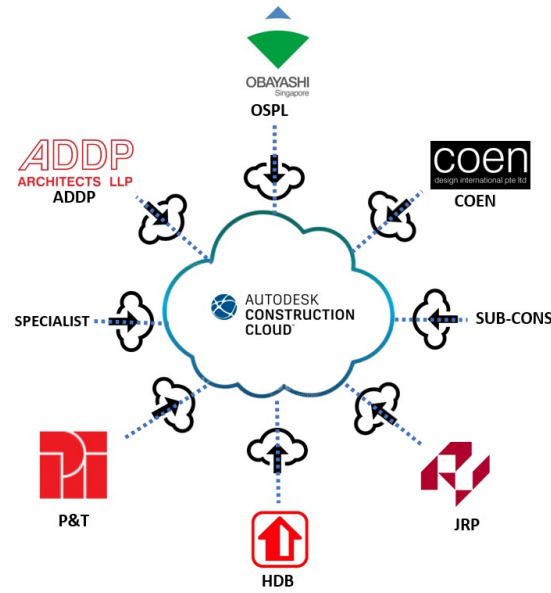 OBAYASHI
Singapore
OSPL
ADDP
ARCHITECTS LLP
ADDP
coen
design international pte ltd
COEN
AUTODESK
CONSTRUCTION
CLOUD™
SPECIALIST
SUB-CONS
P&T
JRP
HDB